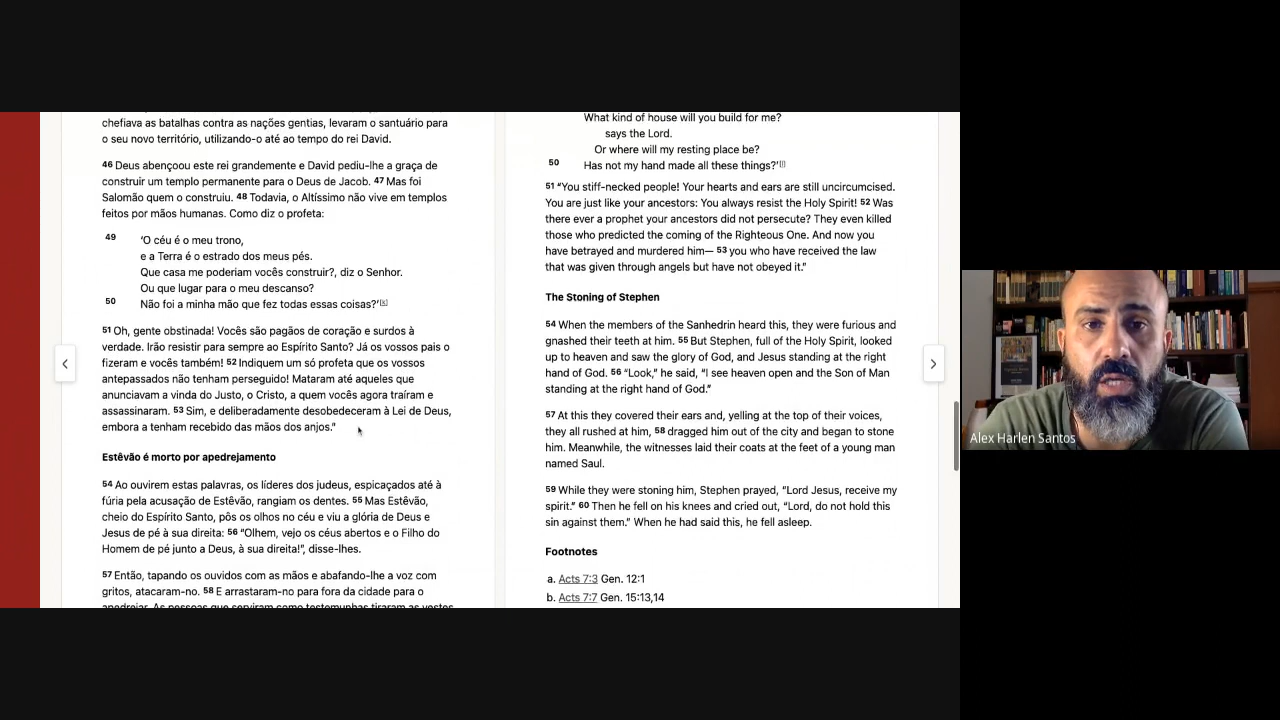 chefiava as batalhas contra as nações gentias, levaram o santuário para
o seu novo território, utilizando-o até ao tempo do rei David.
46 Deus abençoou este rei grandemente e David pediu-lhe a graça de
construir um templo permanente para o Deus de Jacob. 47 Mas foi
Salomão quem o construiu. 48 Todavia, o Altíssimo não vive em templos
feitos por mãos humanas. Como diz o profeta:
49 ‘O céu é o meu trono,
e a Terra é o estrado dos meus pés.
Que casa me poderiam vocês construir?, diz o Senhor.
Ou que lugar para o meu descanso?
50 Não foi a minha mão que fez todas essas coisas?’[k]
51 Oh, gente obstinada! Vocês são pagãos de coração e surdos à
verdade. Irão resistir para sempre ao Espírito Santo? Já os vossos pais o
fizeram e vocês também! 52 Indiquem um só profeta que os vossos
antepassados não tenham perseguido! Mataram até aqueles que
anunciavam a vinda do Justo, o Cristo, a quem vocês agora traíram e
assassinaram. 53 Sim, e deliberadamente desobedeceram à Lei de Deus,
embora a tenham recebido das mãos dos anjos.”
Estêvão é morto por apedrejamento
54 Ao ouvirem estas palavras, os líderes dos judeus, espicaçados até à
fúria pela acusação de Estêvão, rangiam os dentes. 55 Mas Estêvão,
cheio do Espírito Santo, pôs os olhos no céu e viu a glória de Deus e
Jesus de pé à sua direita: 56 “Olhem, vejo os céus abertos e o Filho do
Homem de pé junto a Deus, à sua direita!”, disse-lhes.
57 Então, tapando os ouvidos com as mãos e abafando-lhe a voz com
gritos, atacaram-no. 58 E arrastaram-no para fora da cidade para o
apedrejar. As pessoas que serviram como testemunhas tiraram as vestes
What kind of house will you build for me?
says the Lord.
Or where will my resting place be?
50 Has not my hand made all these things?’[l]
51 “You stiff-necked people! Your hearts and ears are still uncircumcised.
You are just like your ancestors: You always resist the Holy Spirit! 52 Was
there ever a prophet your ancestors did not persecute? They even killed
those who predicted the coming of the Righteous One. And now you
have betrayed and murdered him— 53 you who have received the law
that was given through angels but have not obeyed it.”
The Stoning of Stephen
54 When the members of the Sanhedrin heard this, they were furious and
gnashed their teeth at him. 55 But Stephen, full of the Holy Spirit, looked
up to heaven and saw the glory of God, and Jesus standing at the right
hand of God. 56 “Look,” he said, “I see heaven open and the Son of Man
standing at the right hand of God.”
57 At this they covered their ears and, yelling at the top of their voices,
they all rushed at him, 58 dragged him out of the city and began to stone
him. Meanwhile, the witnesses laid their coats at the feet of a young man
named Saul.
59 While they were stoning him, Stephen prayed, “Lord Jesus, receive my
spirit.” 60 Then he fell on his knees and cried out, “Lord, do not hold this
sin against them.” When he had said this, he fell asleep.
Footnotes
a. Acts 7:3 Gen. 12:1
b. Acts 7:7 Gen. 15:13,14
Alex Harlen Santos